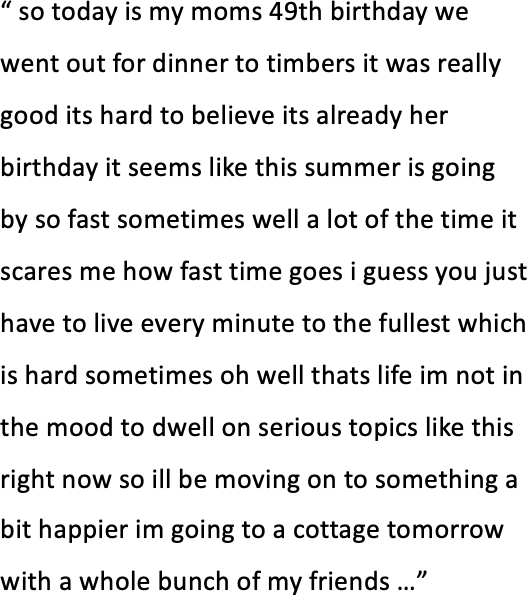 “ so today is my moms 49th birthday we
went out for dinner to timbers it was really
good its hard to believe its already her
birthday it seems like this summer is going
by so fast sometimes well a lot of the time it
scares me how fast time goes i guess you just
have to live every minute to the fullest which
is hard sometimes oh well thats life im not in
the mood to dwell on serious topics like this
right now so ill be moving on to something a
bit happier im going to a cottage tomorrow
with a whole bunch of my friends …”